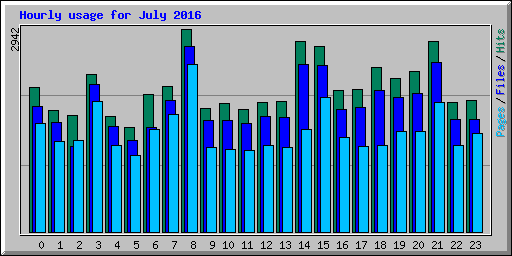 Hourly usage for July 2016
2942
Pages / Files / Hits
0 1 2 3 4 5 6 7 8 9 10 11 12 13 14 15 16 17 18 19 20 21 22 23